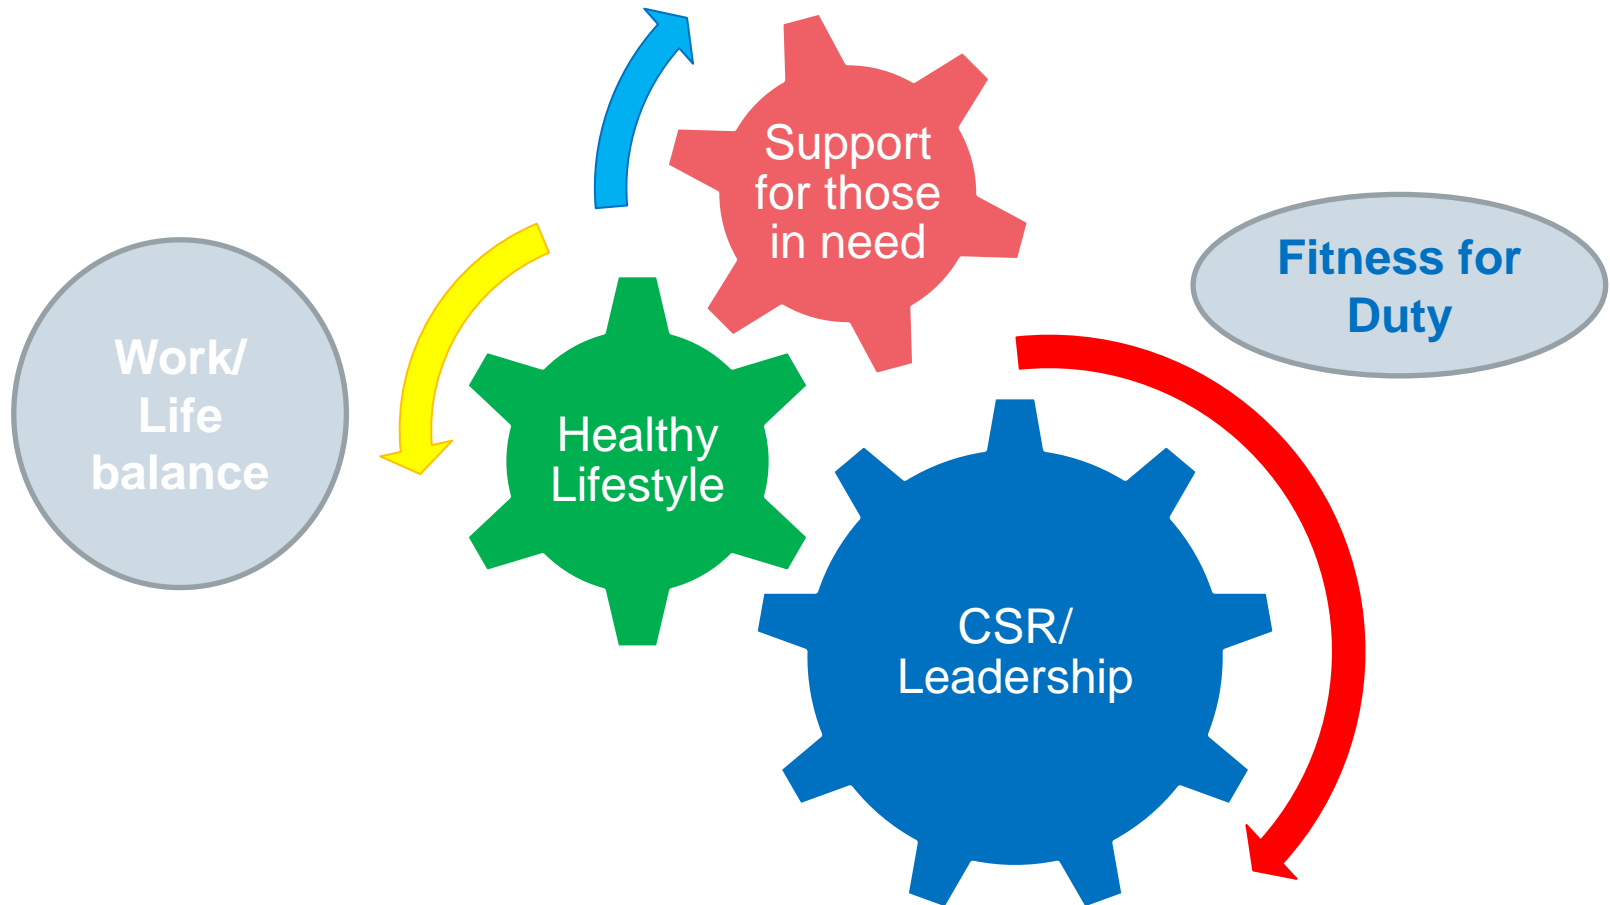 Support
for those
in need
Fitness for
Duty
Work/
Life
balance
Healthy
Lifestyle
CSR/
Leadership